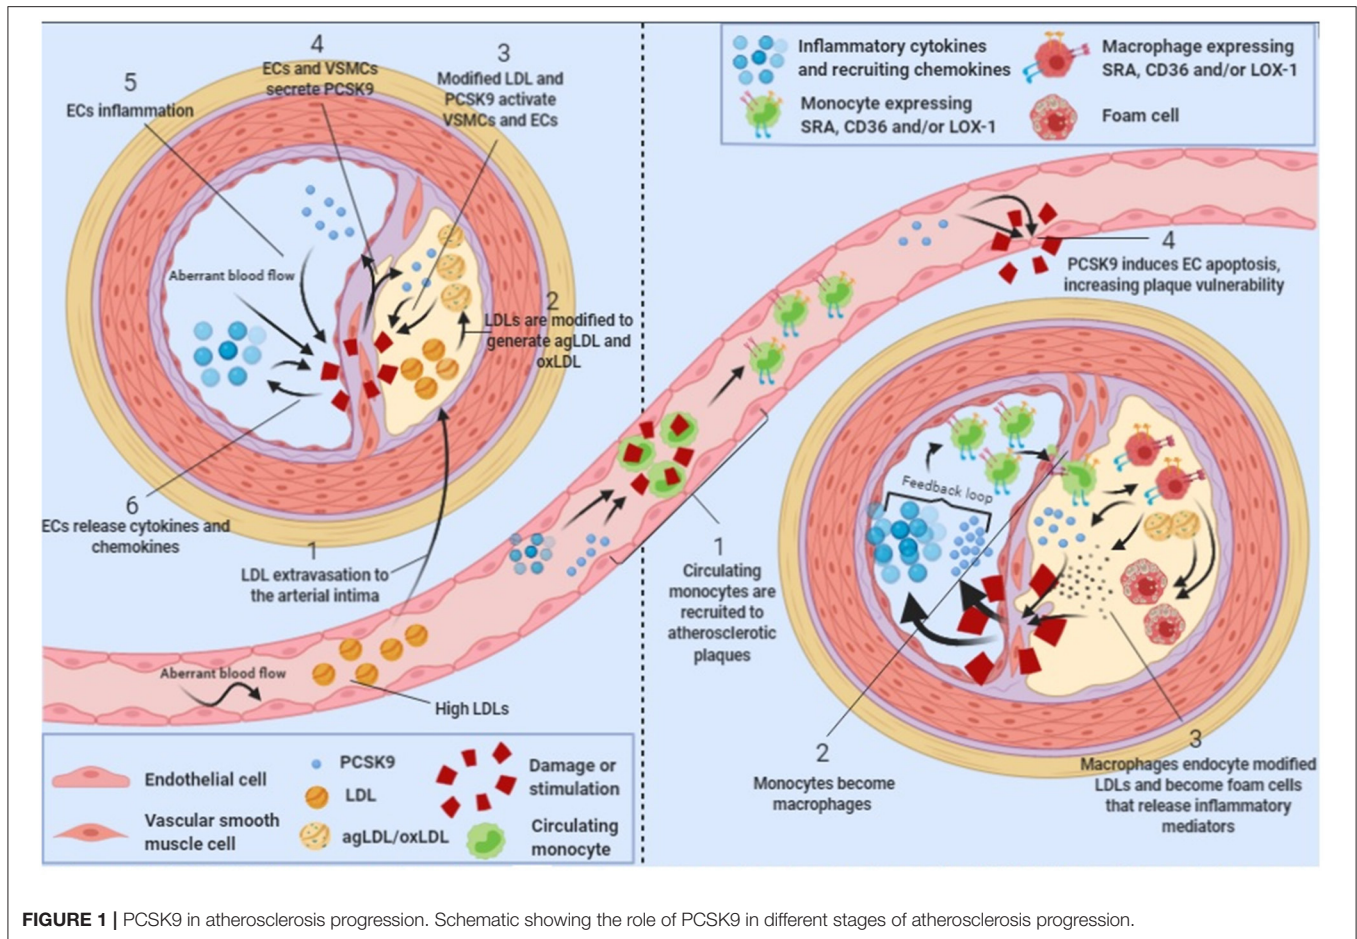 4
ECs and VSMCs
secrete PCSK9
3
Modified LDL and
PCSK9 activate
VSMCs and ECs
5
ECs inflammation
Aberrant blood flow
2
LDLs are modified to
generate agLDL and
oxLDL
6
ECs release cytokines and
chemokines
1
LDL extravasation to
the arterial intima
Aberrant blood flow
High LDLs
Endothelial cell
Vascular smooth
muscle cell
PCSK9
LDL
agLDL/oxLDL
Damage or
stimulation
Circulating
monocyte
Inflammatory cytokines
and recruiting chemokines
Monocyte expressing
SRA, CD36 and/or LOX-1
Macrophage expressing
SRA, CD36 and/or LOX-1
Foam cell
4
PCSK9 induces EC apoptosis,
increasing plaque vulnerability
Feedback loop
1
Circulating
monocytes are
recruited to
atherosclerotic
plaques
2
Monocytes become
macrophages
3
Macrophages endocyte modified
LDLs and become foam cells
that release inflammatory
mediators
FIGURE 1 | PCSK9 in atherosclerosis progression. Schematic showing the role of PCSK9 in different stages of atherosclerosis progression.